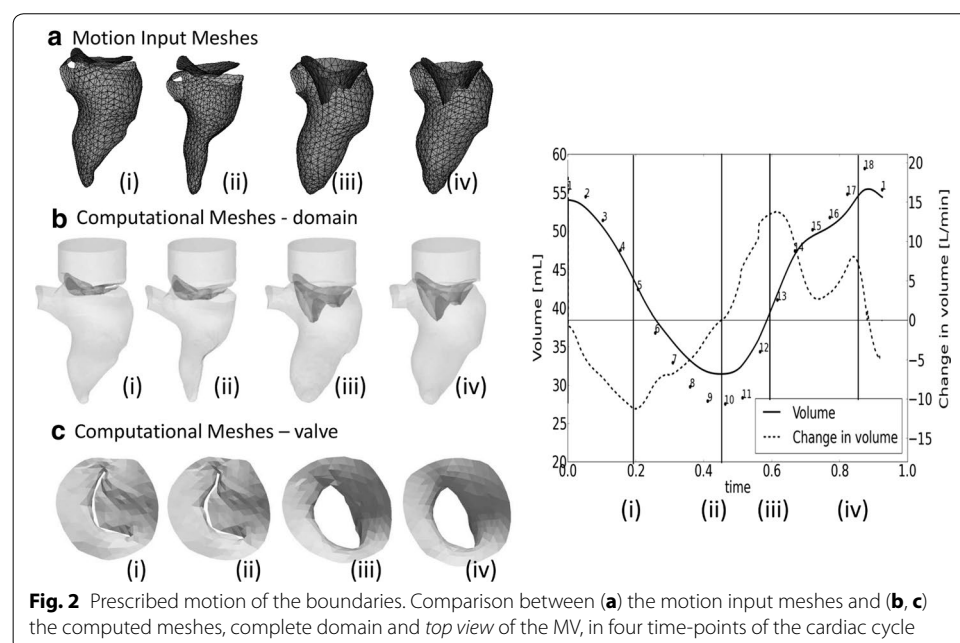 a Motion Input Meshes
(i) (ii) (iii) (iv)
b Computational Meshes - domain
(i) (ii) (iii) (iv)
c Computational Meshes – valve
(i) (ii) (iii) (iv)
Volume [mL]
60
55
50
45
40
35
30
25
20
Change in volume [L/min]
20
15
10
5
0
−5
−10
−15
1 2 3 4 5 6 7 8 9 10 11 12 13 14 15 16 17 18 1
Volume
Change in volume
0.0 0.2 0.4 0.6 0.8 1.0
time
(i) (ii) (iii) (iv)
Fig. 2 Prescribed motion of the boundaries. Comparison between (a) the motion input meshes and (b, c)
the computed meshes, complete domain and top view of the MV, in four time-points of the cardiac cycle